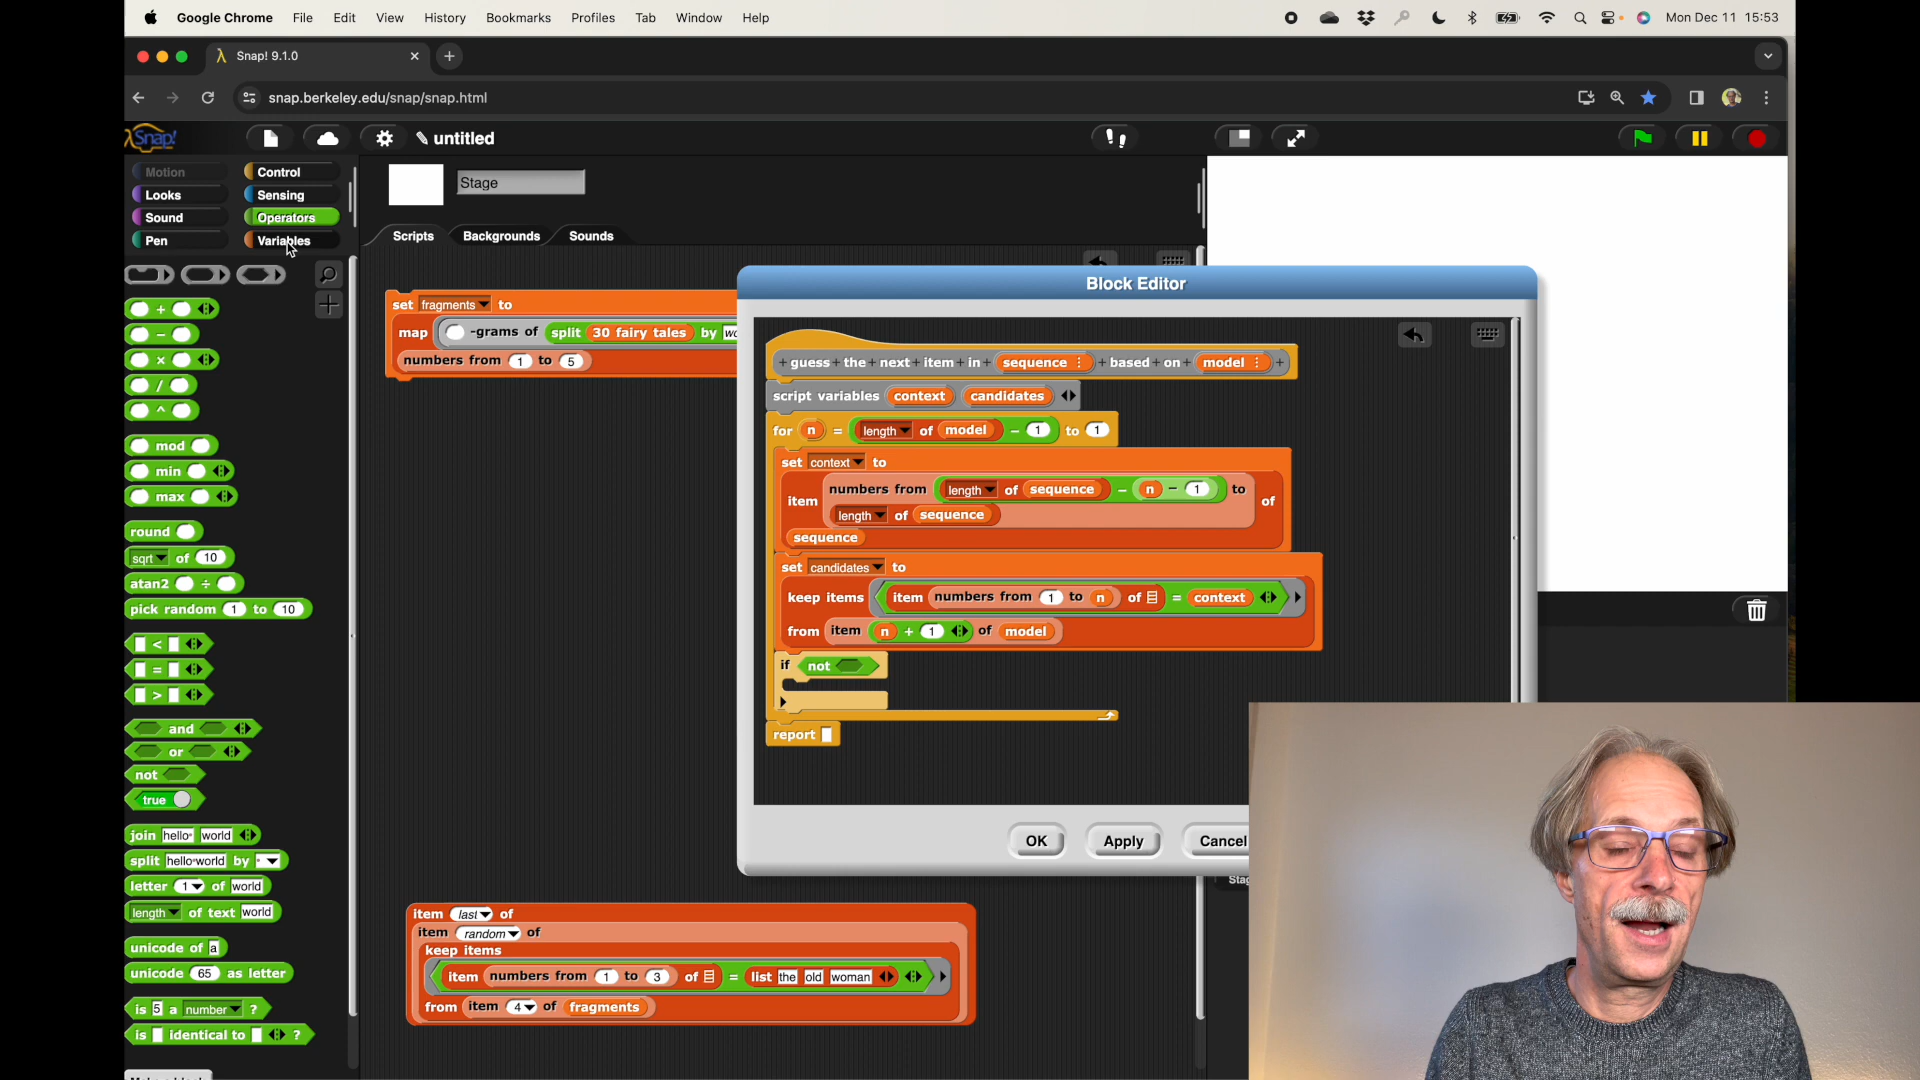 Google Chrome File Edit View History Bookmarks Profiles Tab Window Help Mon Dec 11 15:53
Snap! 9.1.0
snap.berkeley.edu/snap/snap.html
Snap! untitled
Motion Control
Looks Sensing
Sound Operators
Pen Variables
Stage
Scripts Backgrounds Sounds
+
−
×
/
^
mod
min
max
round
sqrt of 10
atan2 ÷
pick random 1 to 10
<
=
>
and
or
not
true
join hello world
split hello world by
letter 1 of world
length of text world
unicode of a
unicode 65 as letter
is 5 a number ?
is identical to ?
set fragments to
map -grams of split 30 fairy tales by
numbers from 1 to 5
Block Editor
+ guess + the + next + item + in + sequence + based + on + model +
script variables context candidates
for n = length of model − 1 to 1
set context to
item numbers from length of sequence − n − 1 to
length of sequence of
sequence
set candidates to
keep items item numbers from 1 to n of = context
from item n + 1 of model
if not
report
OK Apply Cancel
item last of
item random of
keep items
item numbers from 1 to 3 of = list the old woman
from item 4 of fragments